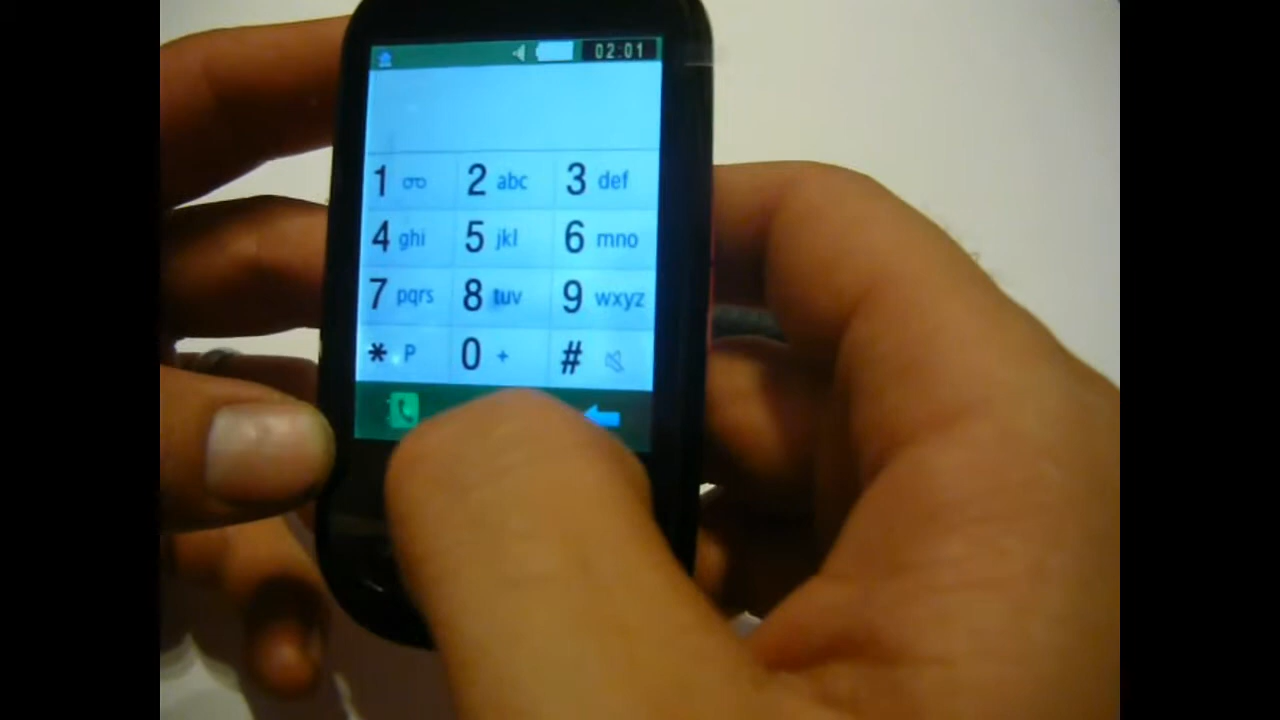 02:01
1 2 abc 3 def
4 ghi 5 jkl 6 mno
7 pqrs 8 tuv 9 wxyz
* P 0 + #